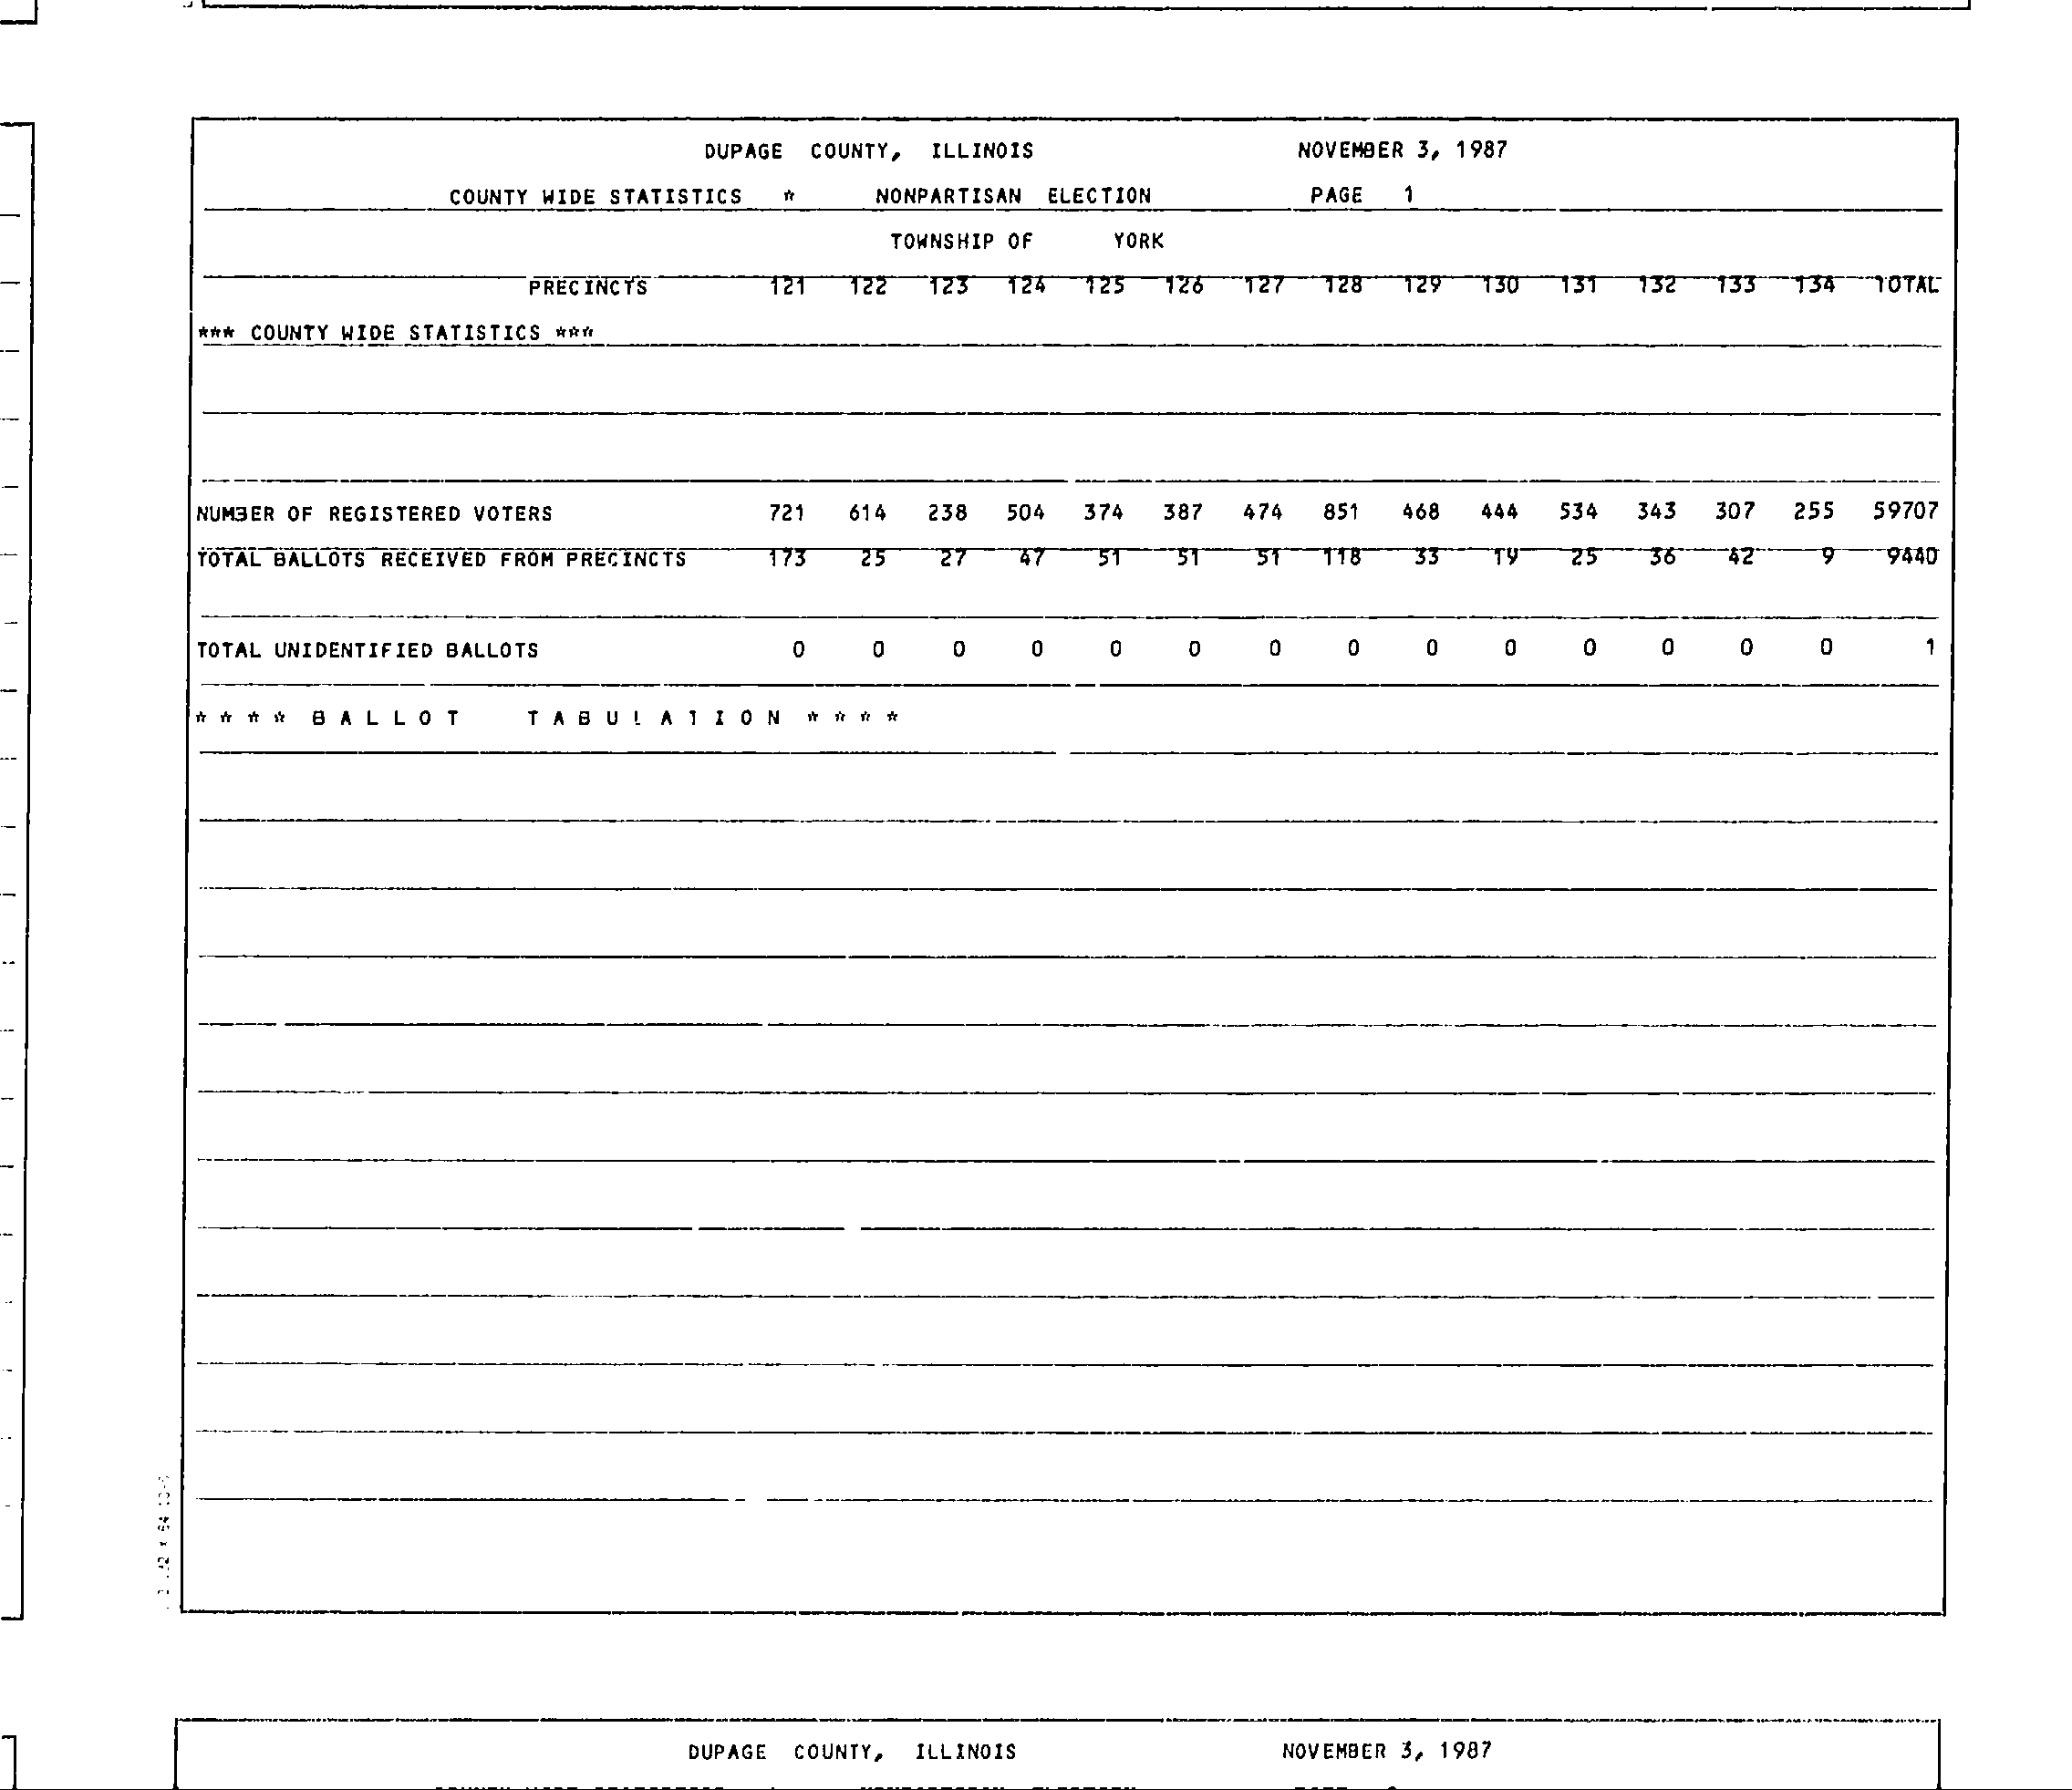 DUPAGE COUNTY, ILLINOIS NOVEMBER 3, 1987
COUNTY WIDE STATISTICS * NONPARTISAN ELECTION PAGE 1
TOWNSHIP OF YORK
PRECINCTS 121 122 123 124 125 126 127 128 129 130 131 132 133 134 TOTAL
*** COUNTY WIDE STATISTICS ***
NUMBER OF REGISTERED VOTERS 721 614 238 504 374 387 474 851 468 444 534 343 307 255 59707
TOTAL BALLOTS RECEIVED FROM PRECINCTS 173 25 27 47 51 51 51 118 33 19 25 36 42 9 9440
TOTAL UNIDENTIFIED BALLOTS 0 0 0 0 0 0 0 0 0 0 0 0 0 0 1
* * * * B A L L O T T A B U L A T I O N * * * *
DUPAGE COUNTY, ILLINOIS NOVEMBER 3, 1987